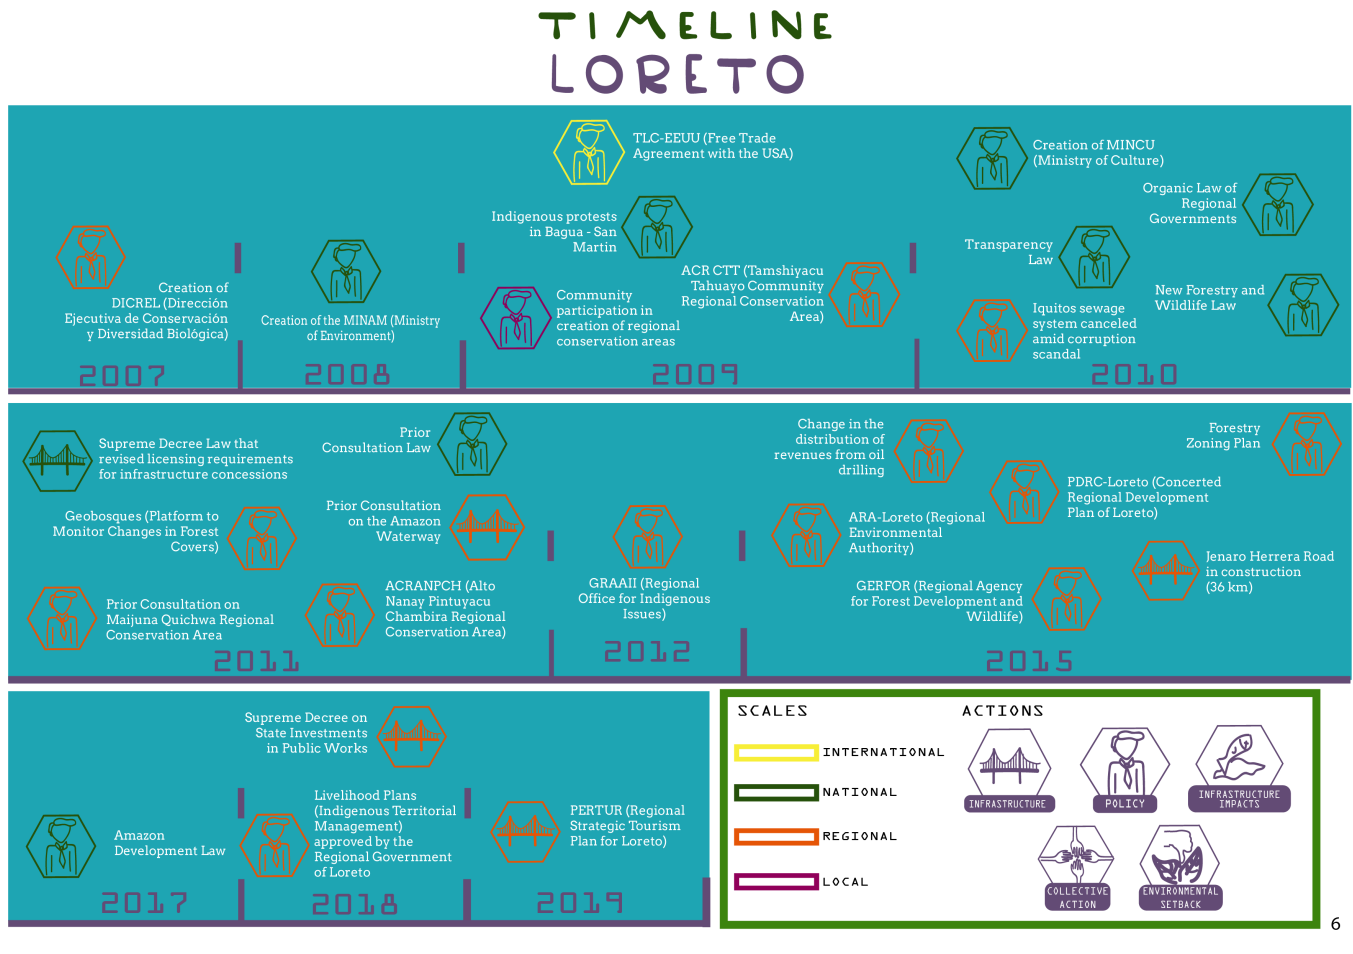 TIMELINE
LORETO
Creation of
DICREL (Dirección
Ejecutiva de Conservación
y Diversidad Biológica)
2007
Creation of the MINAM (Ministry
of Environment)
2008
TLC-EEUU (Free Trade
Agreement with the USA)
Indigenous protests
in Bagua - San
Martin
Community
participation in
creation of regional
conservation areas
ACR CTT (Tamshiyacu
Tahuayo Community
Regional Conservation
Area)
2009
Creation of MINCU
(Ministry of Culture)
Organic Law of
Regional
Governments
Transparency
Law
New Forestry and
Wildlife Law
Iquitos sewage
system canceled
amid corruption
scandal
2010
Supreme Decree Law that
revised licensing requirements
for infrastructure concessions
Prior
Consultation Law
Geobosques (Platform to
Monitor Changes in Forest
Covers)
Prior Consultation
on the Amazon
Waterway
Prior Consultation on
Maijuna Quichwa Regional
Conservation Area
ACRANPCH (Alto
Nanay Pintuyacu
Chambira Regional
Conservation Area)
2011
GRAAII (Regional
Office for Indigenous
Issues)
2012
Change in the
distribution of
revenues from oil
drilling
Forestry
Zoning Plan
PDRC-Loreto (Concerted
Regional Development
Plan of Loreto)
ARA-Loreto (Regional
Environmental
Authority)
Jenaro Herrera Road
in construction
(36 km)
GERFOR (Regional Agency
for Forest Development and
Wildlife)
2015
Supreme Decree on
State Investments
in Public Works
Amazon
Development Law
2017
Livelihood Plans
(Indigenous Territorial
Management)
approved by the
Regional Government
of Loreto
2018
PERTUR (Regional
Strategic Tourism
Plan for Loreto)
2019
SCALES
INTERNATIONAL
NATIONAL
REGIONAL
LOCAL
ACTIONS
INFRASTRUCTURE
POLICY
INFRASTRUCTURE
IMPACTS
COLLECTIVE
ACTION
ENVIRONMENTAL
SETBACK
6